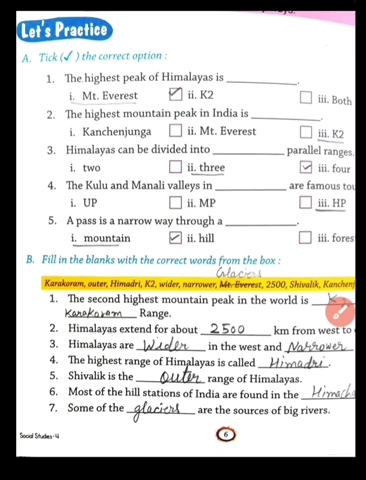 Let's Practice
A. Tick (✓) the correct option :
1. The highest peak of Himalayas is ________.
i. Mt. Everest ☑ ii. K2 ☐ iii. Both
2. The highest mountain peak in India is ________.
i. Kanchenjunga ☐ ii. Mt. Everest ☐ iii. K2
3. Himalayas can be divided into ________ parallel ranges.
i. two ☐ ii. three ☑ iii. four
4. The Kulu and Manali valleys in ________ are famous tou
i. UP ☐ ii. MP ☐ iii. HP
5. A pass is a narrow way through a ________.
i. mountain ☑ ii. hill ☐ iii. fores
B. Fill in the blanks with the correct words from the box :
Glaciers
Karakoram, outer, Himadri, K2, wider, narrower, Mt. Everest, 2500, Shivalik, Kanchenj
1. The second highest mountain peak in the world is K
Karakoram Range.
2. Himalayas extend for about 2500 km from west to
3. Himalayas are Wider in the west and Narrower
4. The highest range of Himalayas is called Himadri.
5. Shivalik is the outer range of Himalayas.
6. Most of the hill stations of India are found in the Himacha
7. Some of the glaciers are the sources of big rivers.
Social Studies-4
6